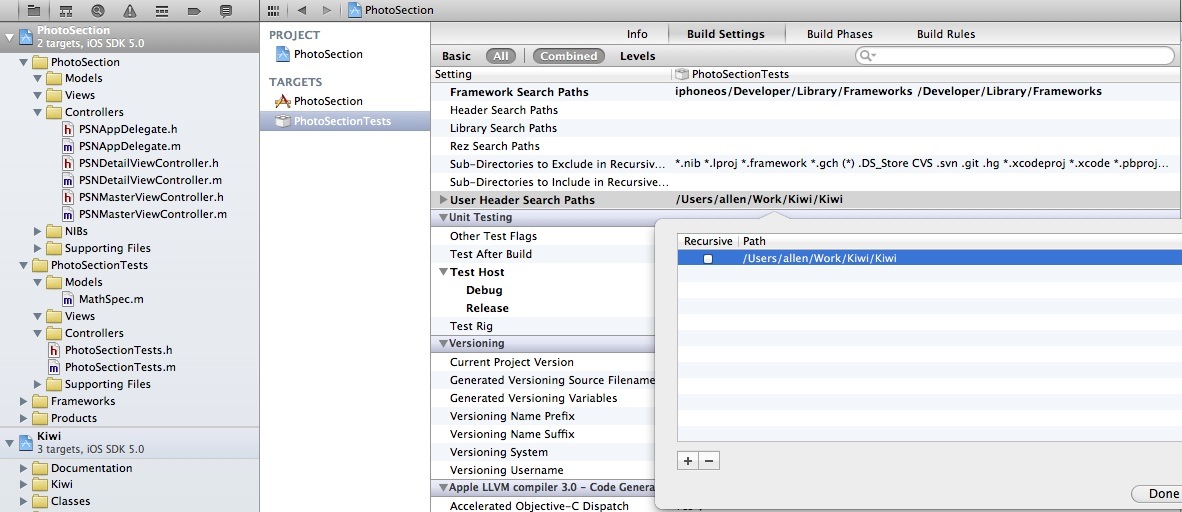 PhotoSection
2 targets, iOS SDK 5.0
PhotoSection
Models
Views
Controllers
h PSNAppDelegate.h
m PSNAppDelegate.m
h PSNDetailViewController.h
m PSNDetailViewController.m
h PSNMasterViewController.h
m PSNMasterViewController.m
NIBs
Supporting Files
PhotoSectionTests
Models
m MathSpec.m
Views
Controllers
h PhotoSectionTests.h
m PhotoSectionTests.m
Supporting Files
Frameworks
Products
Kiwi
3 targets, iOS SDK 5.0
Documentation
Kiwi
Classes
PhotoSection
PROJECT
PhotoSection
TARGETS
PhotoSection
PhotoSectionTests
Info Build Settings Build Phases Build Rules
Basic All Combined Levels
Setting PhotoSectionTests
Framework Search Paths iphoneos/Developer/Library/Frameworks /Developer/Library/Frameworks
Header Search Paths
Library Search Paths
Rez Search Paths
Sub-Directories to Exclude in Recursiv... *.nib *.lproj *.framework *.gch (*) .DS_Store CVS .svn .git .hg *.xcodeproj *.xcode *.pbproj...
Sub-Directories to Include in Recursive...
User Header Search Paths /Users/allen/Work/Kiwi/Kiwi
Unit Testing
Other Test Flags
Test After Build
Test Host
Debug
Release
Test Rig
Versioning
Current Project Version
Generated Versioning Source Filename
Generated Versioning Variables
Versioning Name Prefix
Versioning Name Suffix
Versioning System
Versioning Username
Apple LLVM compiler 3.0 - Code Genera
Accelerated Objective-C Dispatch
Recursive Path
/Users/allen/Work/Kiwi/Kiwi
+ −
Done